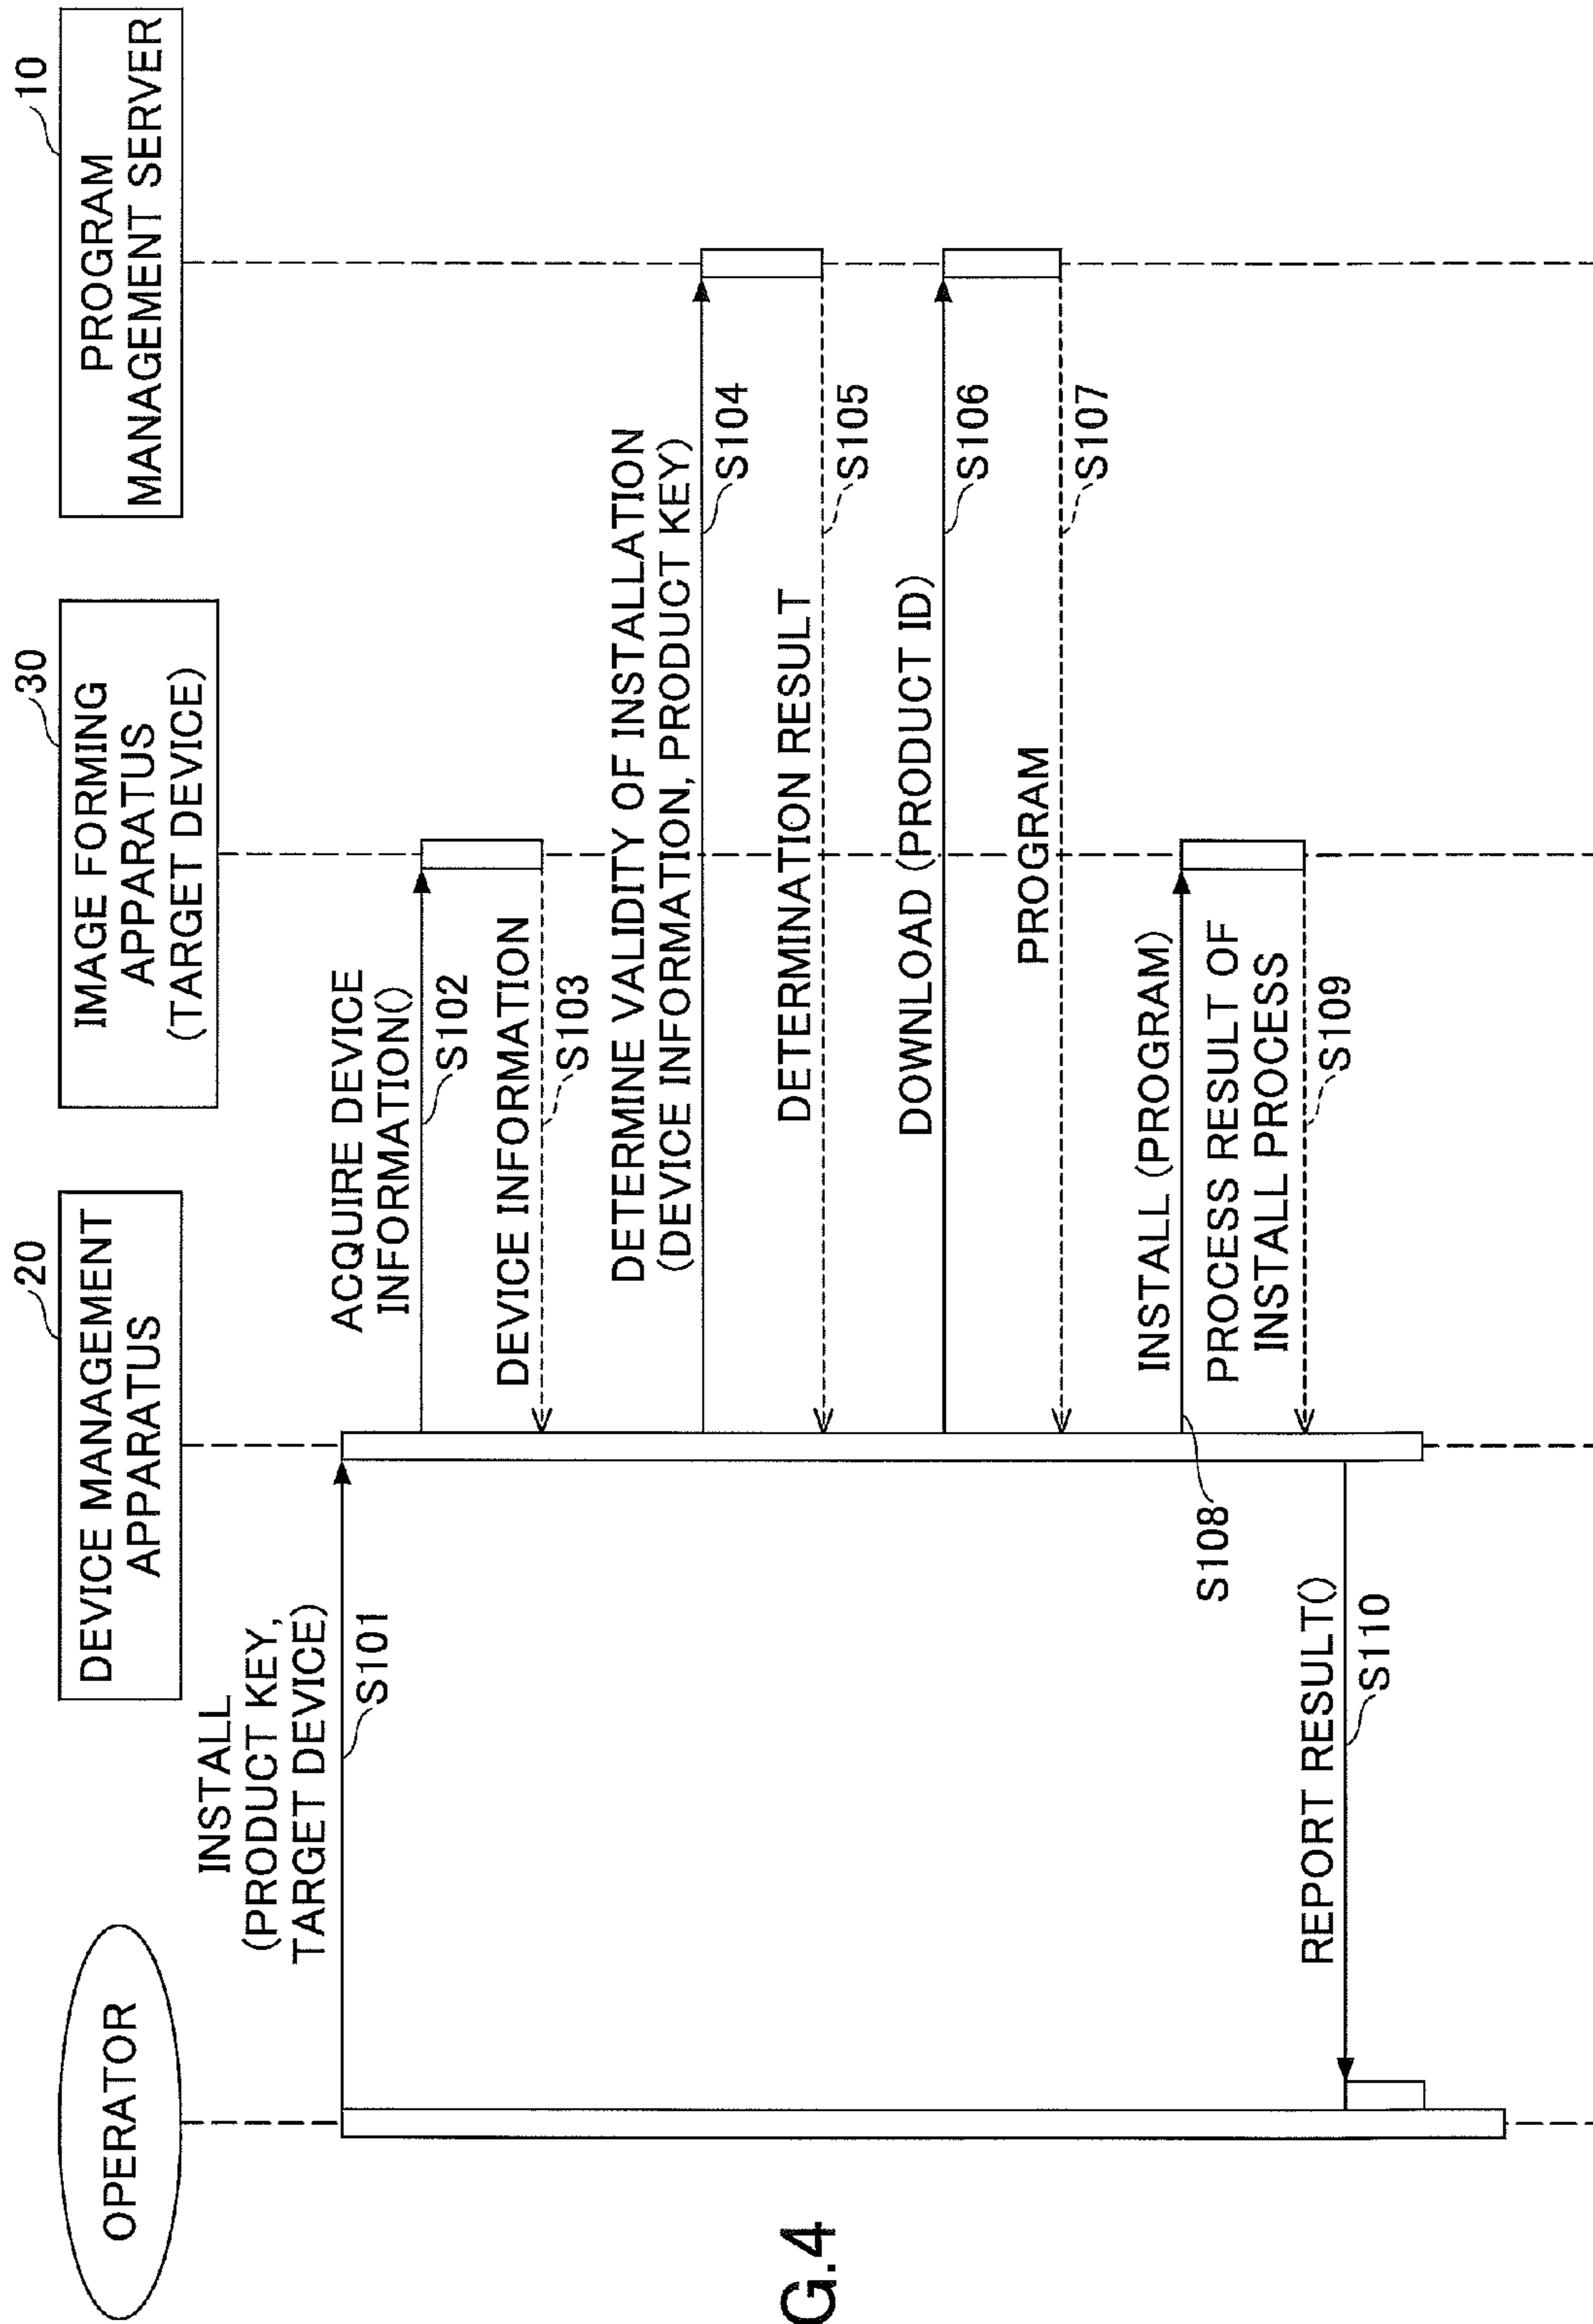 G.4
OPERATOR
DEVICE MANAGEMENT
APPARATUS
20
IMAGE FORMING
APPARATUS
(TARGET DEVICE)
30
PROGRAM
MANAGEMENT SERVER
10
INSTALL
(PRODUCT KEY,
TARGET DEVICE)
S101
ACQUIRE DEVICE
INFORMATION()
S102
DEVICE INFORMATION
S103
DETERMINE VALIDITY OF INSTALLATION
(DEVICE INFORMATION, PRODUCT KEY)
S104
DETERMINATION RESULT
S105
DOWNLOAD (PRODUCT ID)
S106
PROGRAM
S107
INSTALL (PROGRAM)
S108
PROCESS RESULT OF
INSTALL PROCESS
S109
REPORT RESULT()
S110